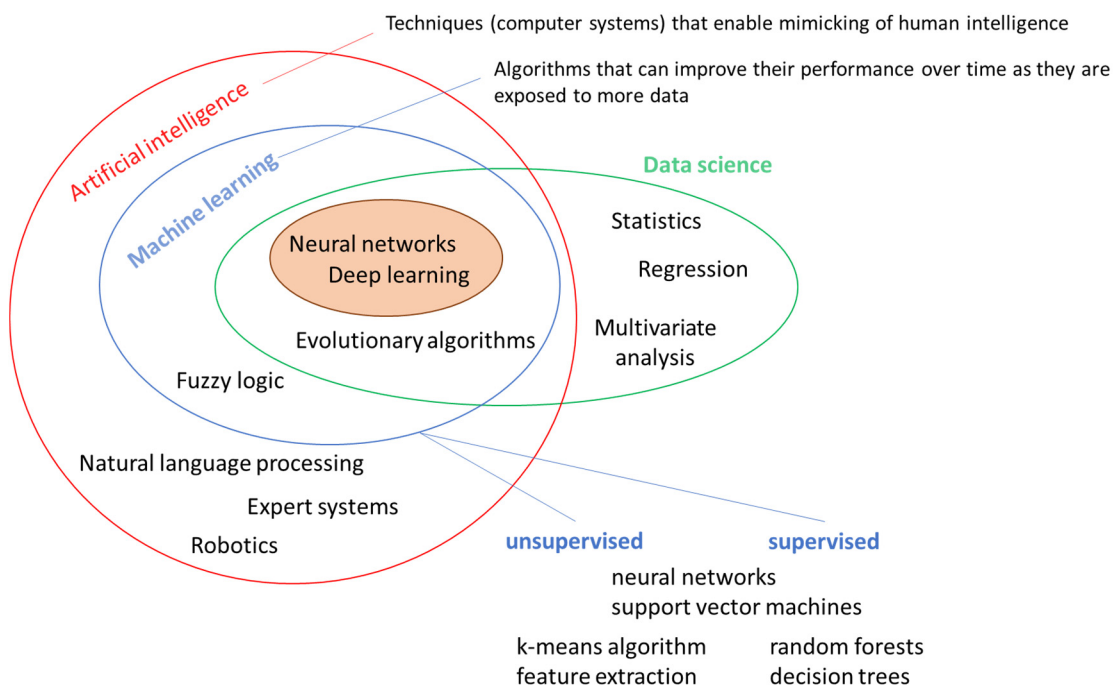 Techniques (computer systems) that enable mimicking of human intelligence
Algorithms that can improve their performance over time as they are
exposed to more data
Artificial intelligence
Machine learning
Data science
Neural networks
Deep learning
Statistics
Regression
Multivariate
analysis
Evolutionary algorithms
Fuzzy logic
Natural language processing
Expert systems
Robotics
unsupervised
supervised
neural networks
support vector machines
k-means algorithm
random forests
feature extraction
decision trees